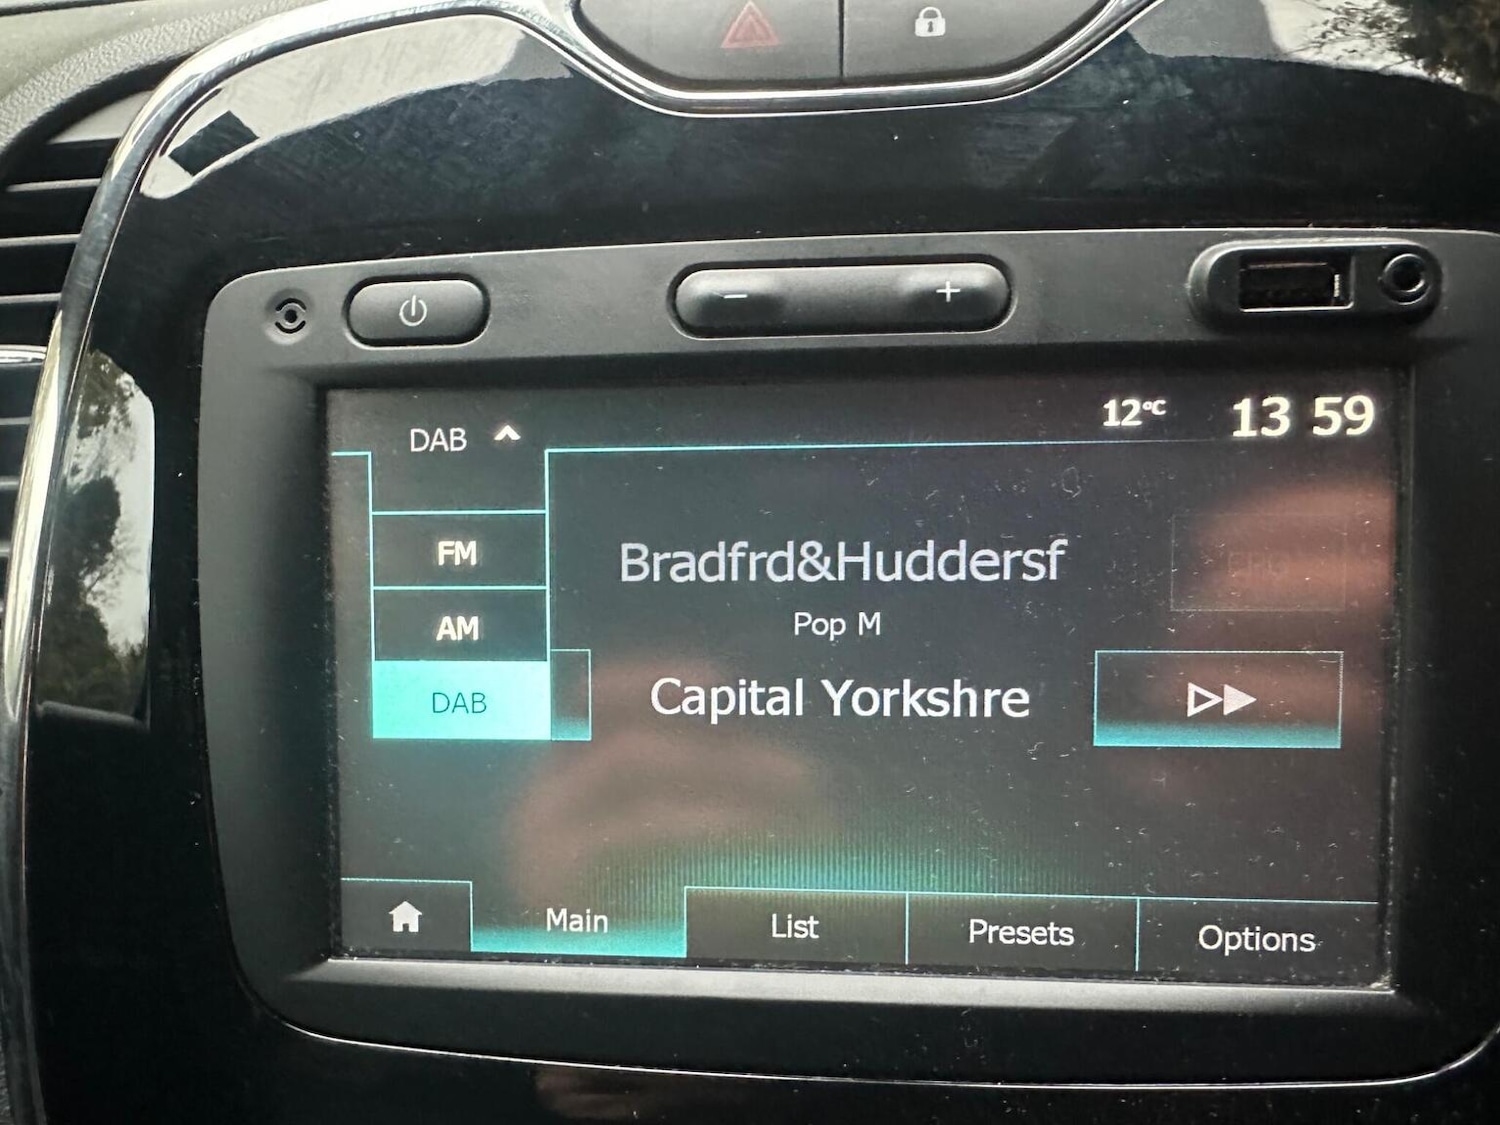 12°C
13 59
DAB
FM
AM
DAB
Bradfrd&Huddersf
Pop M
Capital Yorkshre
Main
List
Presets
Options